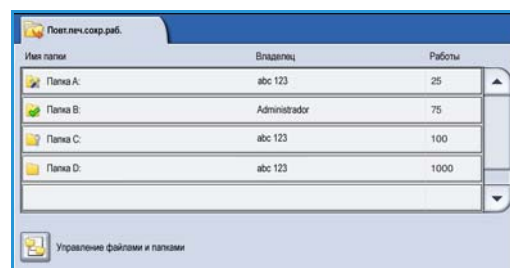 Повт.печ.сохр.раб.
Имя папки Владелец Работы
Папка A: abc 123 25
Папка B: Administrador 75
Папка C: abc 123 100
Папка D: abc 123 1000
Управление файлами и папками